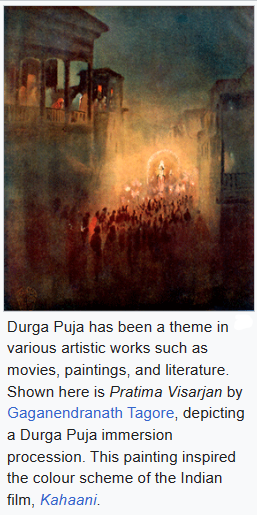 Durga Puja has been a theme in
various artistic works such as
movies, paintings, and literature.
Shown here is Pratima Visarjan by
Gaganendranath Tagore, depicting
a Durga Puja immersion
procession. This painting inspired
the colour scheme of the Indian
film, Kahaani.